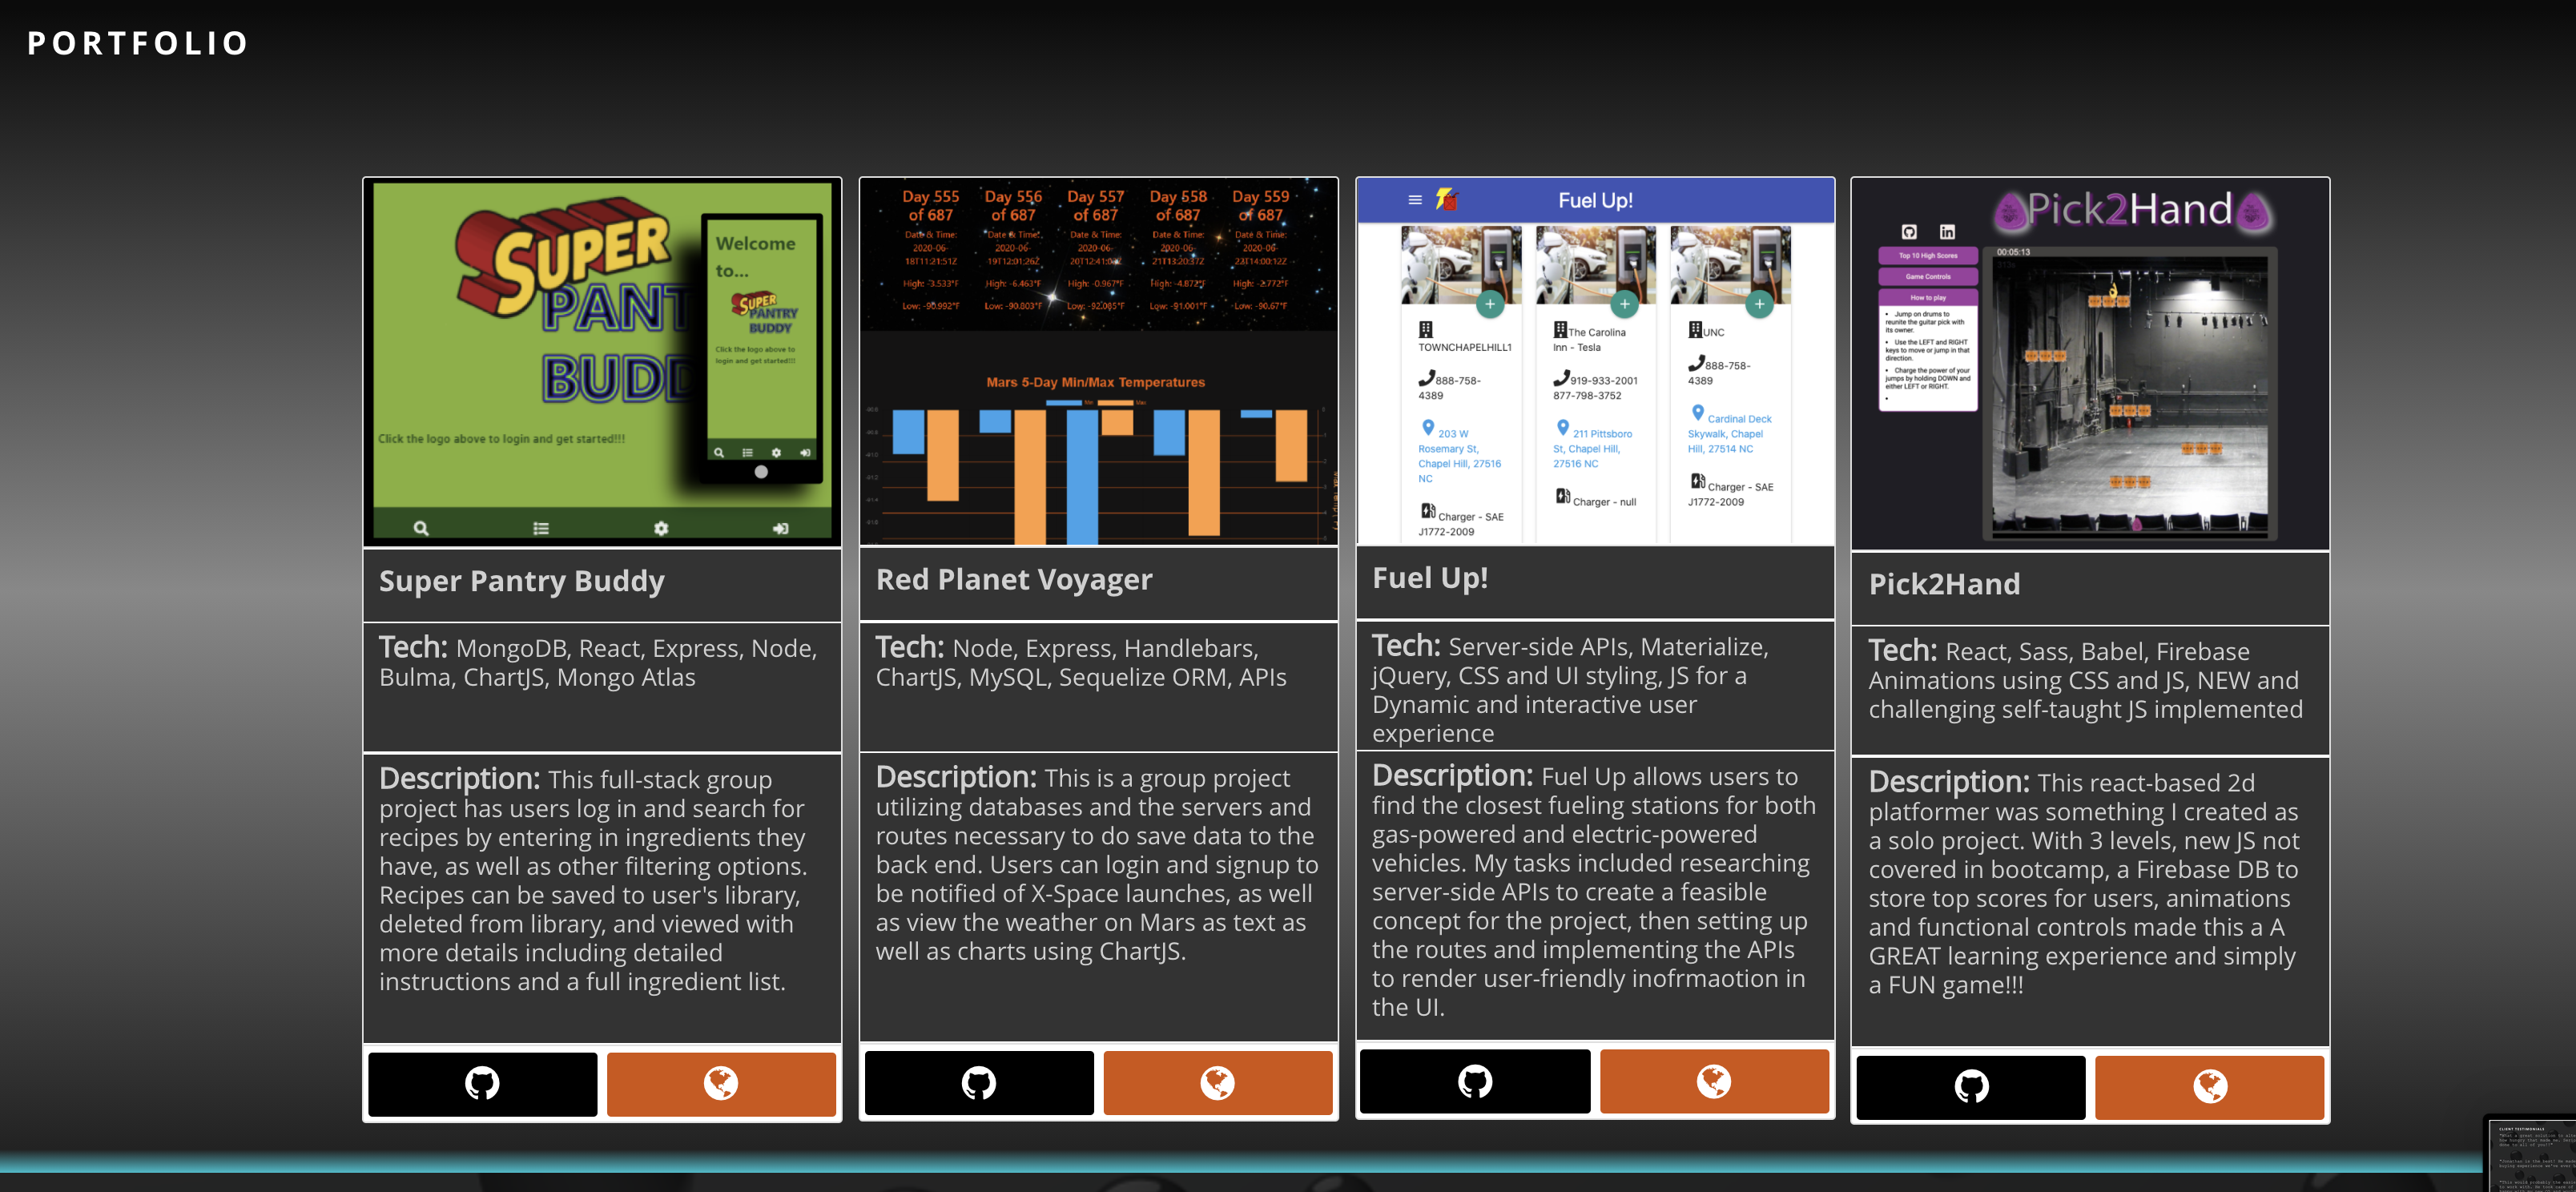 PORTFOLIO
SUPER
PANT
BUDD
Click the logo above to login and get started!!!
Welcome
to...
SUPER
PANTRY
BUDDY
Click the logo above to
login and get started!!!
Super Pantry Buddy
Tech: MongoDB, React, Express, Node,
Bulma, ChartJS, Mongo Atlas
Description: This full-stack group
project has users log in and search for
recipes by entering in ingredients they
have, as well as other filtering options.
Recipes can be saved to user's library,
deleted from library, and viewed with
more details including detailed
instructions and a full ingredient list.
Day 555 Day 556 Day 557 Day 558 Day 559
of 687 of 687 of 687 of 687 of 687
Date & Time: Date & Time: Date & Time: Date & Time: Date & Time:
2020-06- 2020-06- 2020-06- 2020-06- 2020-06-
18T11:21:51Z 19T12:01:26Z 21T13:20:37Z 23T14:00:12Z
High: -3.533°F High: -6.463°F High: -0.967°F High: -4.872°F High: -2.772°F
Low: -90.992°F Low: -90.803°F Low: -91.001°F Low: -90.67°F
Mars 5-Day Min/Max Temperatures
Min Max
Red Planet Voyager
Tech: Node, Express, Handlebars,
ChartJS, MySQL, Sequelize ORM, APIs
Description: This is a group project
utilizing databases and the servers and
routes necessary to do save data to the
back end. Users can login and signup to
be notified of X-Space launches, as well
as view the weather on Mars as text as
well as charts using ChartJS.
Fuel Up!
TOWNCHAPELHILL1
888-758-
4389
203 W
Rosemary St,
Chapel Hill, 27516
NC
Charger - SAE
J1772-2009
The Carolina
Inn - Tesla
919-933-2001
877-798-3752
211 Pittsboro
St, Chapel Hill,
27516 NC
Charger - null
UNC
888-758-
4389
Cardinal Deck
Skywalk, Chapel
Hill, 27514 NC
Charger - SAE
J1772-2009
Fuel Up!
Tech: Server-side APIs, Materialize,
jQuery, CSS and UI styling, JS for a
Dynamic and interactive user
experience
Description: Fuel Up allows users to
find the closest fueling stations for both
gas-powered and electric-powered
vehicles. My tasks included researching
server-side APIs to create a feasible
concept for the project, then setting up
the routes and implementing the APIs
to render user-friendly inofrmaotion in
the UI.
Pick2Hand
Top 10 High Scores
Game Controls
How to play
Jump on drums to
reunite the guitar pick with
its owner.
Use the LEFT and RIGHT
keys to move or jump in that
direction.
Charge the power of your
jumps by holding DOWN and
either LEFT or RIGHT.
00:05:13
Pick2Hand
Tech: React, Sass, Babel, Firebase
Animations using CSS and JS, NEW and
challenging self-taught JS implemented
Description: This react-based 2d
platformer was something I created as
a solo project. With 3 levels, new JS not
covered in bootcamp, a Firebase DB to
store top scores for users, animations
and functional controls made this a A
GREAT learning experience and simply
a FUN game!!!
CLIENT TESTIMONIALS